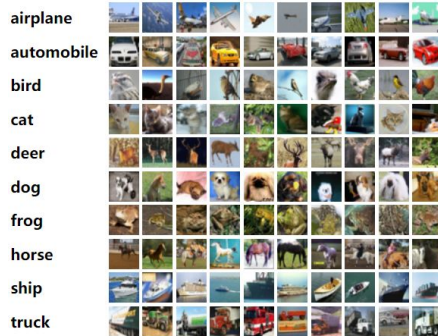 airplane
automobile
bird
cat
deer
dog
frog
horse
ship
truck